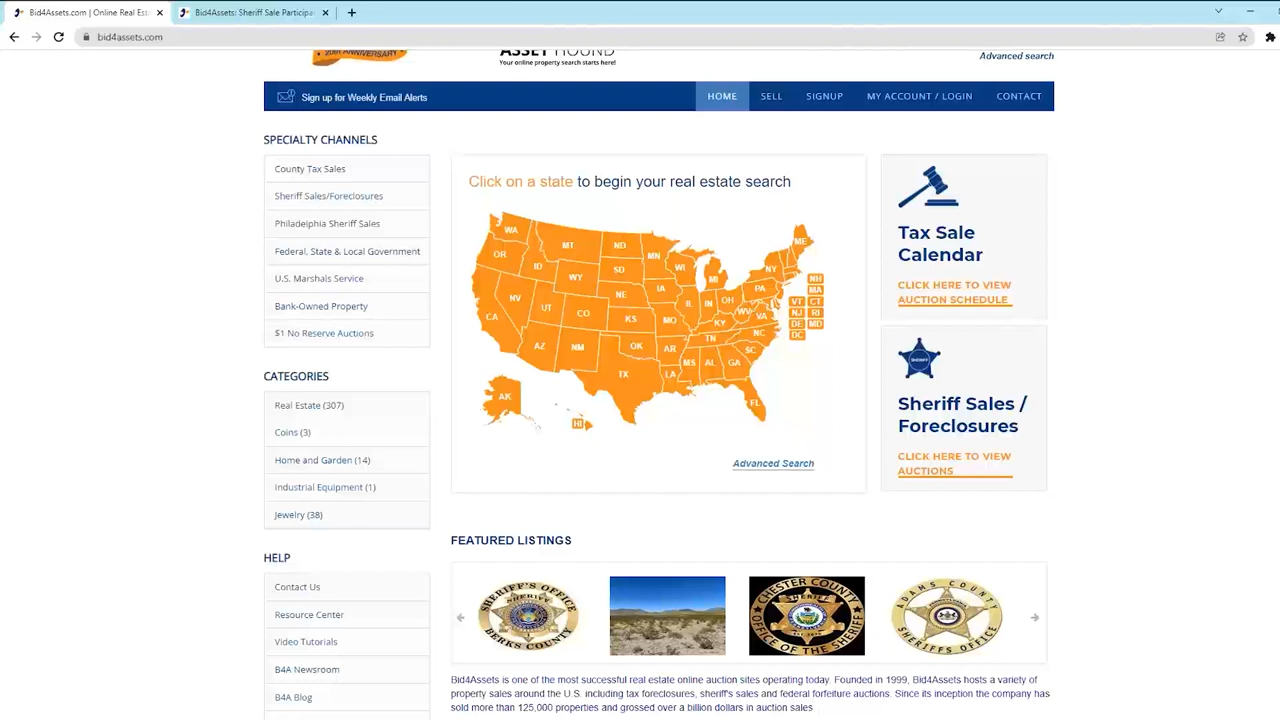 Bid4Assets.com | Online Real Est
Bid4Assets: Sheriff Sale Participa
bid4assets.com
20th ANNIVERSARY
ASSET HOUND
Your online property search starts here!
Advanced search
Sign up for Weekly Email Alerts
HOME
SELL
SIGNUP
MY ACCOUNT / LOGIN
CONTACT
SPECIALTY CHANNELS
County Tax Sales
Sheriff Sales/Foreclosures
Philadelphia Sheriff Sales
Federal, State & Local Government
U.S. Marshals Service
Bank-Owned Property
$1 No Reserve Auctions
CATEGORIES
Real Estate (307)
Coins (3)
Home and Garden (14)
Industrial Equipment (1)
Jewelry (38)
HELP
Contact Us
Resource Center
Video Tutorials
B4A Newsroom
B4A Blog
Click on a state to begin your real estate search
WA
MT
ND
MN
ME
OR
ID
SD
WI
NY
WY
MI
NH
IA
PA
MA
NE
NV
UT
IL
IN
OH
VT
CT
CO
WV
VA
NJ
RI
CA
KS
MO
KY
DE
MD
NC
DC
TN
AZ
NM
OK
AR
SC
MS
AL
GA
TX
LA
AK
FL
HI
Advanced Search
Tax Sale
Calendar
CLICK HERE TO VIEW
AUCTION SCHEDULE
SHERIFF
Sheriff Sales /
Foreclosures
CLICK HERE TO VIEW
AUCTIONS
FEATURED LISTINGS
SHERIFF'S OFFICE
BERKS COUNTY
CHESTER COUNTY
SHERIFF
OFFICE OF THE SHERIFF
ADAMS COUNTY
SHERIFF'S OFFICE
Bid4Assets is one of the most successful real estate online auction sites operating today. Founded in 1999, Bid4Assets hosts a variety of
property sales around the U.S. including tax foreclosures, sheriff's sales and federal forfeiture auctions. Since its inception the company has
sold more than 125,000 properties and grossed over a billion dollars in auction sales